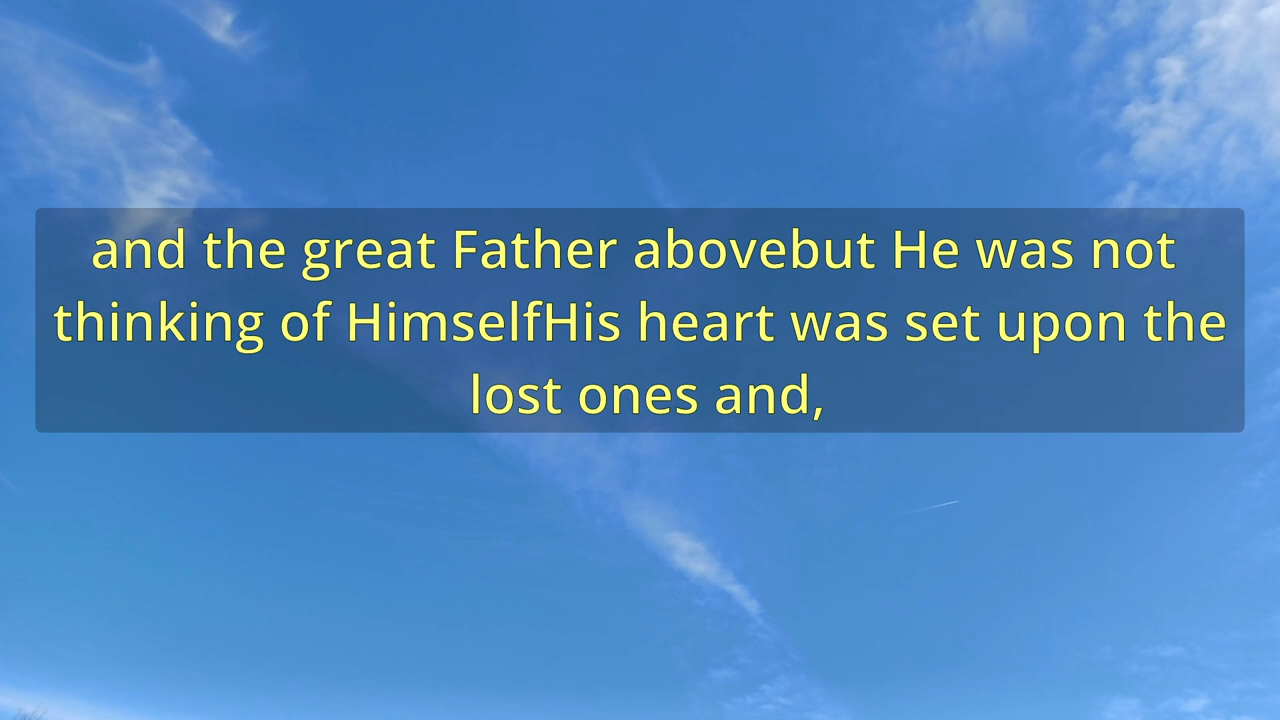 and the great Father abovebut He was not
thinking of HimselfHis heart was set upon the
lost ones and,